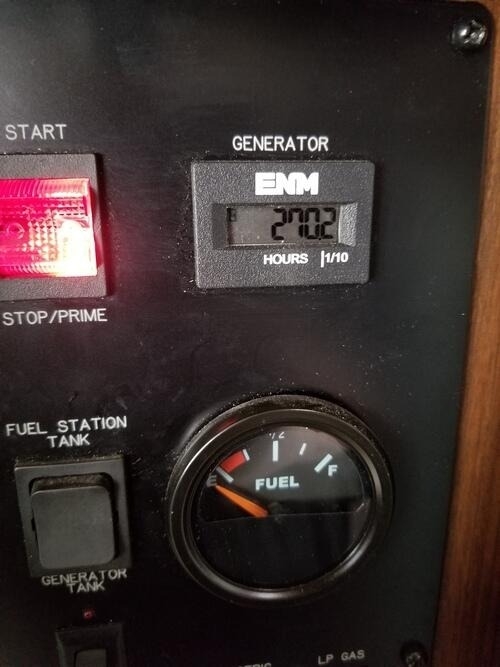 START
GENERATOR
ENM
270.2
HOURS 1/10
STOP/PRIME
FUEL STATION
TANK
E 1/2 F
FUEL
GENERATOR
TANK
LP GAS